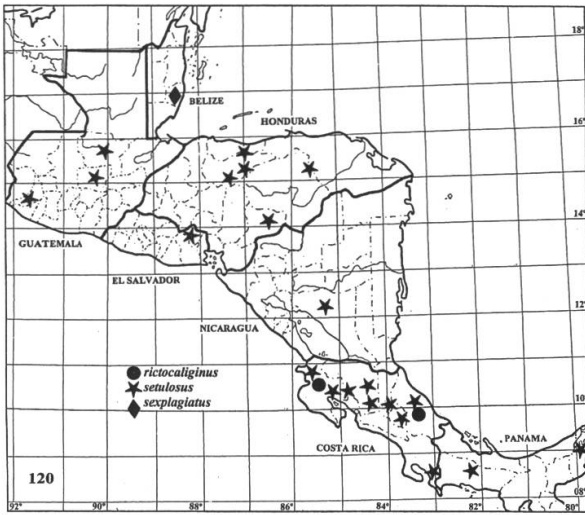 18°
BELIZE
16°
HONDURAS
14°
GUATEMALA
EL SALVADOR
12°
NICARAGUA
rictocaliginus
setulosus
sexplagiatus
10°
PANAMA
COSTA RICA
120
92° 90° 88° 86° 84° 82° 80°
08°